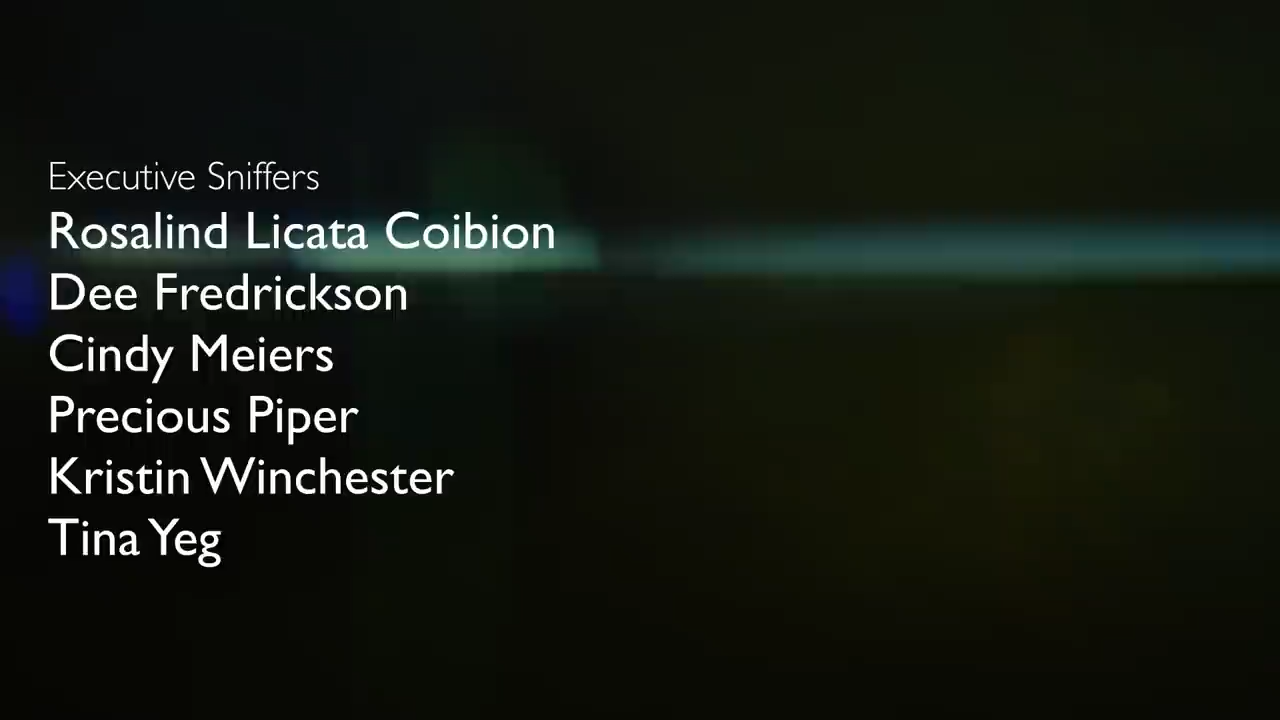 Executive Sniffers
Rosalind Licata Coibion
Dee Fredrickson
Cindy Meiers
Precious Piper
Kristin Winchester
Tina Yeg